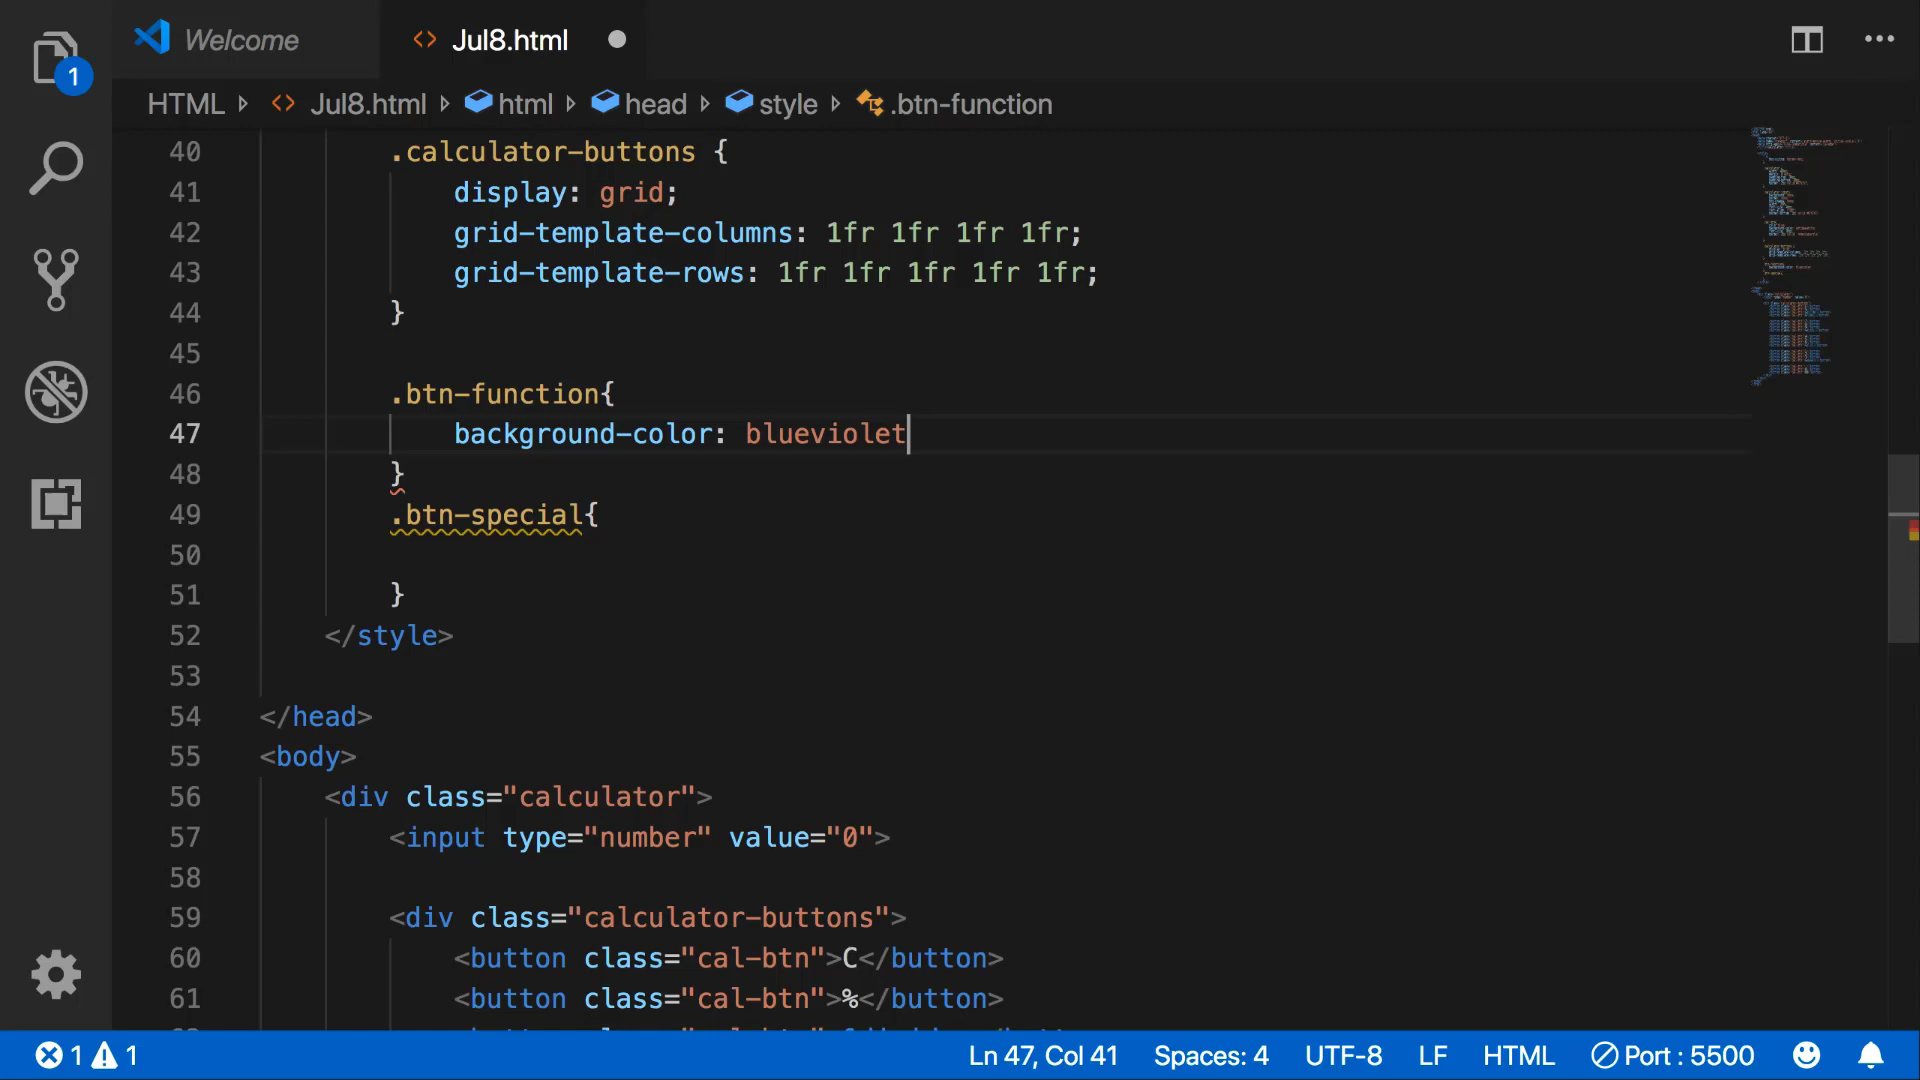 Welcome
Jul8.html
1
HTML Jul8.html html head style .btn-function
40 .calculator-buttons {
41 display: grid;
42 grid-template-columns: 1fr 1fr 1fr 1fr;
43 grid-template-rows: 1fr 1fr 1fr 1fr 1fr;
44 }
45
46 .btn-function{
47 background-color: blueviolet
48 }
49 .btn-special{
50
51 }
52 </style>
53
54 </head>
55 <body>
56 <div class="calculator">
57 <input type="number" value="0">
58
59 <div class="calculator-buttons">
60 <button class="cal-btn">C</button>
61 <button class="cal-btn">%</button>
1 1 Ln 47, Col 41 Spaces: 4 UTF-8 LF HTML Port : 5500